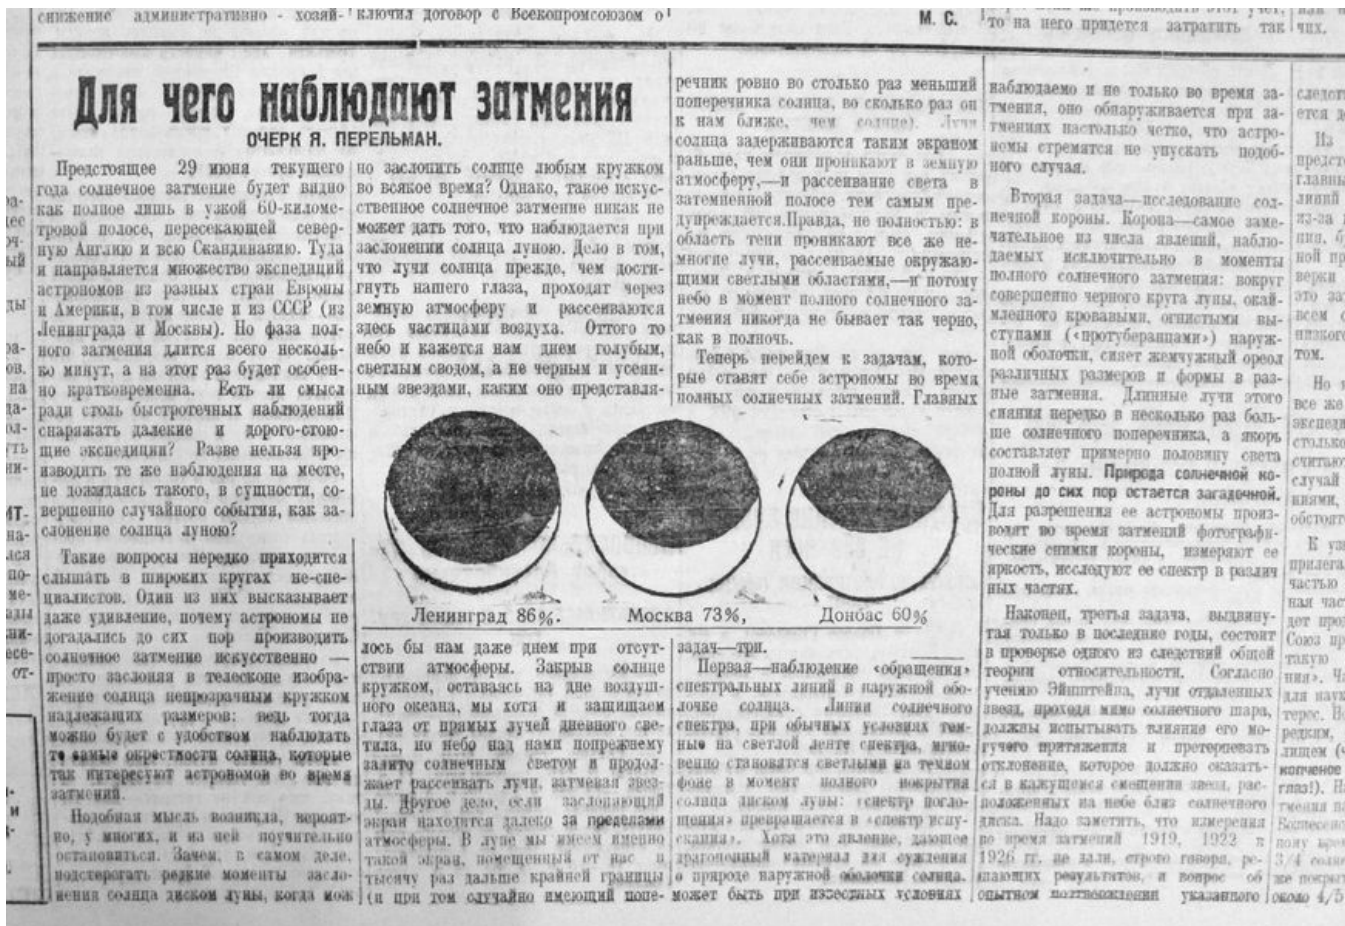 снижение административно - хозяй-
ключил договор с Всекопромсоюзом о
М. С.
то на него придется затратить так
чих.
Для чего наблюдают затмения
ОЧЕРК Я. ПЕРЕЛЬМАН.
Предстоящее 29 июня текущего
года солнечное затмение будет видно
как полное лишь в узкой 60-киломе-
тровой полосе, пересекающей север-
ную Англию и всю Скандинавию. Туда
и направляется множество экспедиций
астрономов из разных стран Европы
и Америки, в том числе и из СССР (из
Ленинграда и Москвы). Но фаза пол-
ного затмения длится всего несколь-
ко минут, а на этот раз будет особен-
но кратковременна. Есть ли смысл
ради столь быстротечных наблюдений
снаряжать далекие и дорого-стою-
щие экспедиции? Разве нельзя про-
изводить те же наблюдения на месте,
не дожидаясь такого, в сущности, со-
вершенно случайного события, как за-
слонение солнца луною?
Такие вопросы нередко приходится
слышать в широких кругах не-спе-
циалистов. Один из них высказывает
даже удивление, почему астрономы не
догадались до сих пор производить
солнечное затмение искусственно —
просто заслоняя в телескопе изобра-
жение солнца непрозрачным кружком
надлежащих размеров: ведь тогда
можно будет с удобством наблюдать
те самые окрестности солнца, которые
так интересуют астрономов во время
затмений.
Подобная мысль возникла, вероят-
но, у многих, и на ней поучительно
остановиться. Зачем, в самом деле,
подстерегать редкие моменты засло-
нения солнца диском луны, когда мож
но заслонить солнце любым кружком
во всякое время? Однако, такое искус-
ственное солнечное затмение никак не
может дать того, что наблюдается при
заслонении солнца луною. Дело в том,
что лучи солнца прежде, чем дости-
гнуть нашего глаза, проходят через
земную атмосферу и рассеиваются
здесь частицами воздуха. Оттого то
небо и кажется нам днем голубым,
светлым сводом, а не черным и усеян-
ным звездами, каким оно представля-
Ленинград 86%.
Москва 73%,
Донбас 60%
лось бы нам даже днем при отсут-
ствии атмосферы. Закрыв солнце
кружком, оставаясь на дне воздуш-
ного океана, мы хотя и защищаем
глаза от прямых лучей дневного све-
тила, но небо над нами попрежнему
залито солнечным светом и продол-
жает рассеивать лучи, затмевая звез-
ды. Другое дело, если заслоняющий
экран находится далеко за пределами
атмосферы. В луне мы имеем именно
такой экран, помещенный от нас в
тысячу раз дальше крайней границы
(и при том случайно имеющий попе-
речник ровно во столько раз меньший
поперечника солнца, во сколько раз он
к нам ближе, чем солнце). Лучи
солнца задерживаются таким экраном
раньше, чем они проникают в земную
атмосферу,—и рассеивание света в
затемненной полосе тем самым пре-
дупреждается.Правда, не полностью: в
область тени проникают все же не-
многие лучи, рассеиваемые окружаю-
щими светлыми областями,—и потому
небо в момент полного солнечного за-
тмения никогда не бывает так черно,
как в полночь.
Теперь перейдем к задачам, кото-
рые ставят себе астрономы во время
полных солнечных затмений. Главных
задач—три.
Первая—наблюдение «обращения»
спектральных линий в наружной обо-
лочке солнца. Линии солнечного
спектра, при обычных условиях тем-
ные на светлой ленте спектра, мгно-
венно становятся светлыми на темном
фоне в момент полного покрытия
солнца диском луны: «спектр погло-
щения» превращается в «спектр испу-
скания». Хотя это явление, дающее
драгоценный материал для суждения
о природе наружной оболочки солнца,
может быть при известных условиях
наблюдаемо и не только во время за-
тмения, оно обнаруживается при за-
тмениях настолько четко, что астро-
номы стремятся не упускать подоб-
ного случая.
Вторая задача—исследование сол-
нечной короны. Корона—самое заме-
чательное из числа явлений, наблю-
даемых исключительно в моменты
полного солнечного затмения: вокруг
совершенно черного круга луны, окай-
мленного кровавыми, огнистыми вы-
ступами («протуберанцами») наруж-
ной оболочки, сияет жемчужный ореол
различных размеров и формы в раз-
ные затмения. Длинные лучи этого
сияния нередко в несколько раз боль-
ше солнечного поперечника, а якорь
составляет примерно половину света
полной луны. Природа солнечной ко-
роны до сих пор остается загадочной.
Для разрешения ее астрономы произ-
водят во время затмений фотографи-
ческие снимки короны, измеряют ее
яркость, исследуют ее спектр в различ
ных частях.
Наконец, третья задача, выдвину-
тая только в последние годы, состоит
в проверке одного из следствий общей
теории относительности. Согласно
учению Эйнштейна, лучи отдаленных
звезд, проходя мимо солнечного шара,
должны испытывать влияние его мо-
гучего притяжения и претерпевать
отклонение, которое должно сказать-
ся в кажущемся смещении звезд, рас-
положенных на небе близ солнечного
диска. Надо заметить, что измерения
во время затмений 1919, 1922 и
1926 гг. не дали, строго говоря, ре-
шающих результатов, и вопрос об
опытном подтверждении указанного